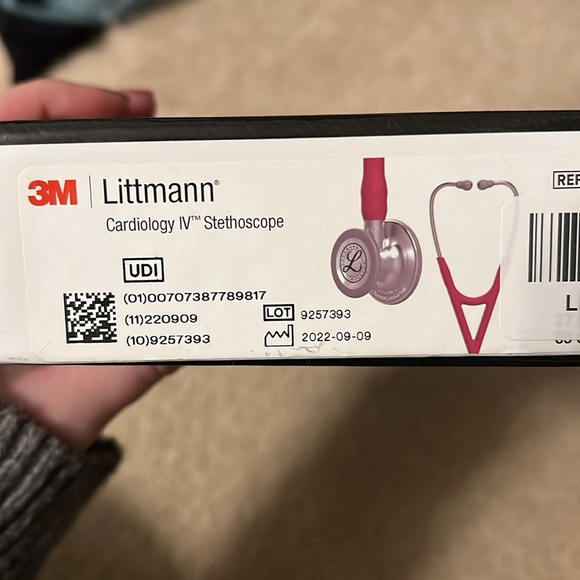 3M | Littmann®
Cardiology IV™ Stethoscope
UDI
(01)00707387789817
(11)220909
(10)9257393
LOT 9257393
2022-09-09
L
REF
L